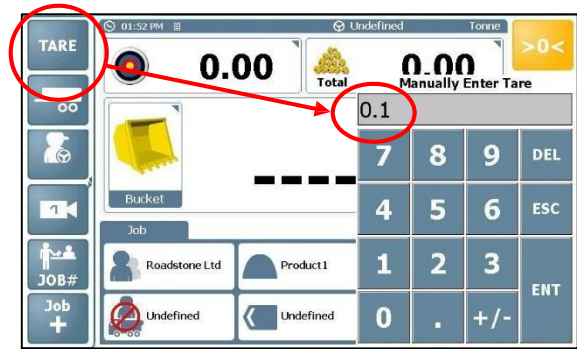 TARE
01:52 PM
Undefined
Tonne
>0<
0.00
Total
0.00
Manually Enter Tare
0.1
7 8 9 DEL
Bucket
----
4 5 6 ESC
1
Job
JOB#
Roadstone Ltd
Product1
1 2 3
ENT
Job
+
Undefined
Undefined
0 . +/-